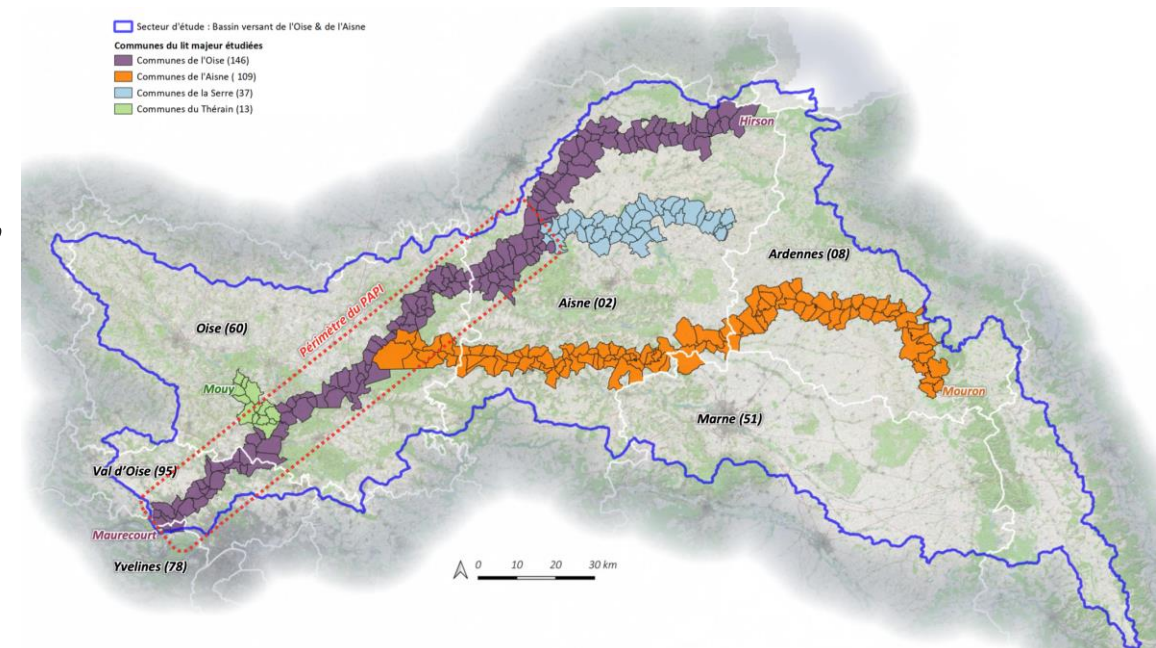 Secteur d'étude : Bassin versant de l'Oise & de l'Aisne
Communes du lit majeur étudiées
Communes de l'Oise (146)
Communes de l'Aisne ( 109)
Communes de la Serre (37)
Communes du Thérain (13)
Hirson
Ardennes (08)
Aisne (02)
Périmètre du PAPI
Oise (60)
Mouy
Mouron
Marne (51)
Val d'Oise (95)
Maurecourt
Yvelines (78)
0 10 20 30 km